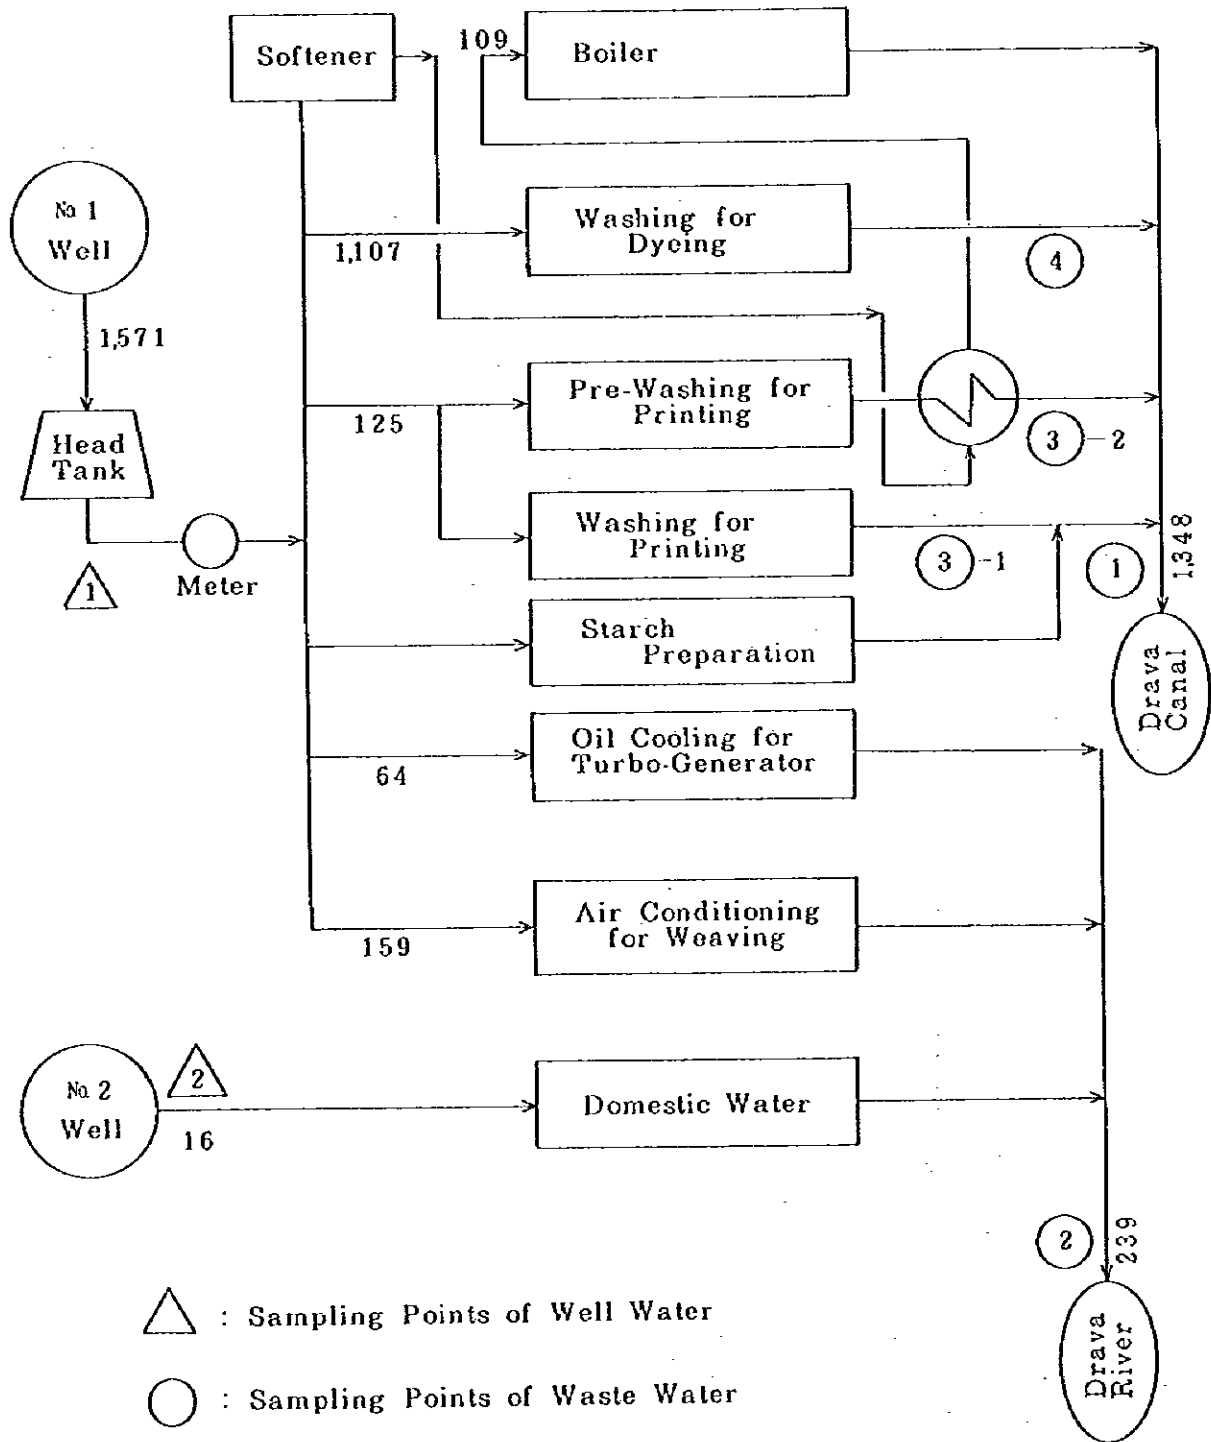 Softener
109
Boiler
No. 1
Well
1,571
Head
Tank
1
Meter
Washing for
Dyeing
1,107
4
Pre-Washing for
Printing
125
3 -2
Washing for
Printing
3 -1
1
1,348
Starch
Preparation
Drava
Canal
Oil Cooling for
Turbo-Generator
64
Air Conditioning
for Weaving
159
No. 2
Well
2
16
Domestic Water
2
239
Drava
River
: Sampling Points of Well Water
: Sampling Points of Waste Water